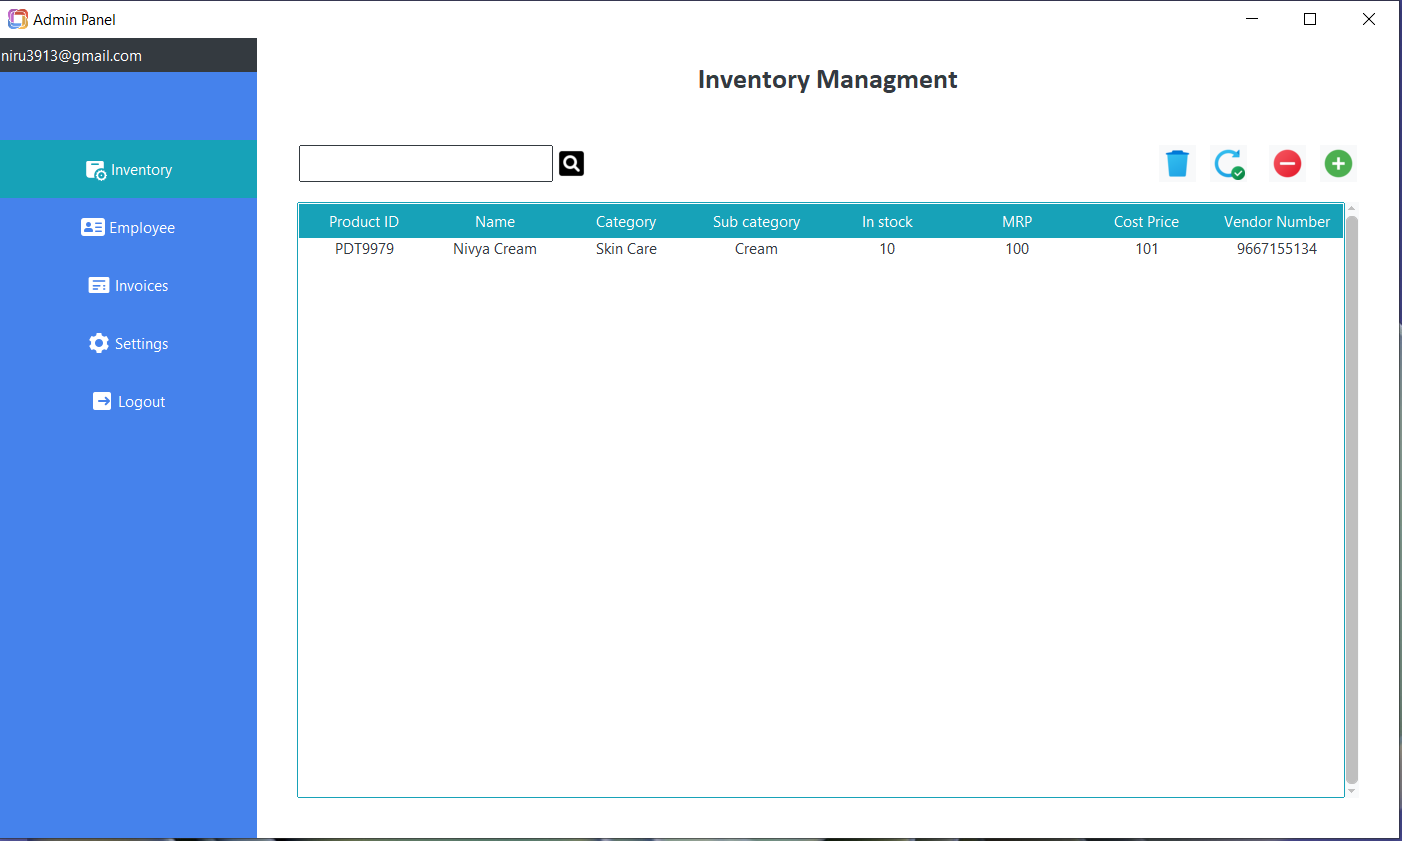 Admin Panel
niru3913@gmail.com
Inventory Managment
Inventory
Employee
Invoices
Settings
Logout
Product ID Name Category Sub category In stock MRP Cost Price Vendor Number
PDT9979 Nivya Cream Skin Care Cream 10 100 101 9667155134